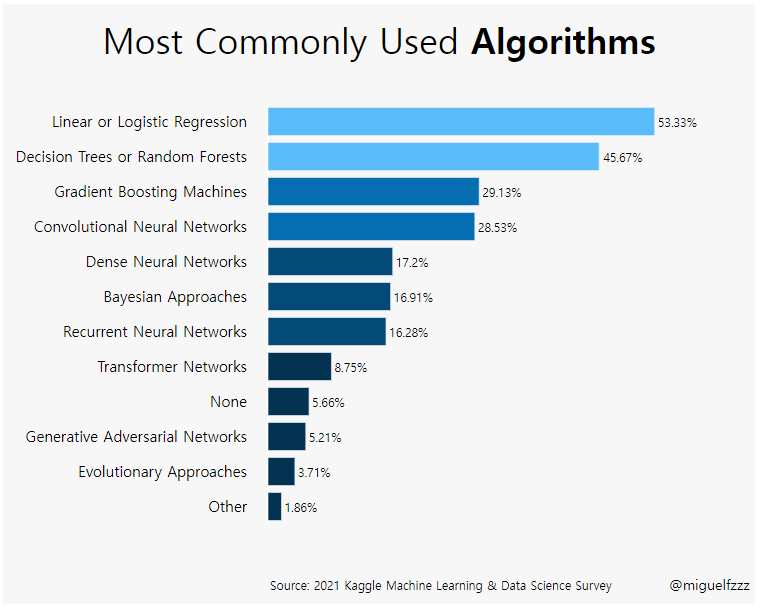 Most Commonly Used Algorithms
Linear or Logistic Regression 53.33%
Decision Trees or Random Forests 45.67%
Gradient Boosting Machines 29.13%
Convolutional Neural Networks 28.53%
Dense Neural Networks 17.2%
Bayesian Approaches 16.91%
Recurrent Neural Networks 16.28%
Transformer Networks 8.75%
None 5.66%
Generative Adversarial Networks 5.21%
Evolutionary Approaches 3.71%
Other 1.86%
Source: 2021 Kaggle Machine Learning & Data Science Survey @miguelfzzz